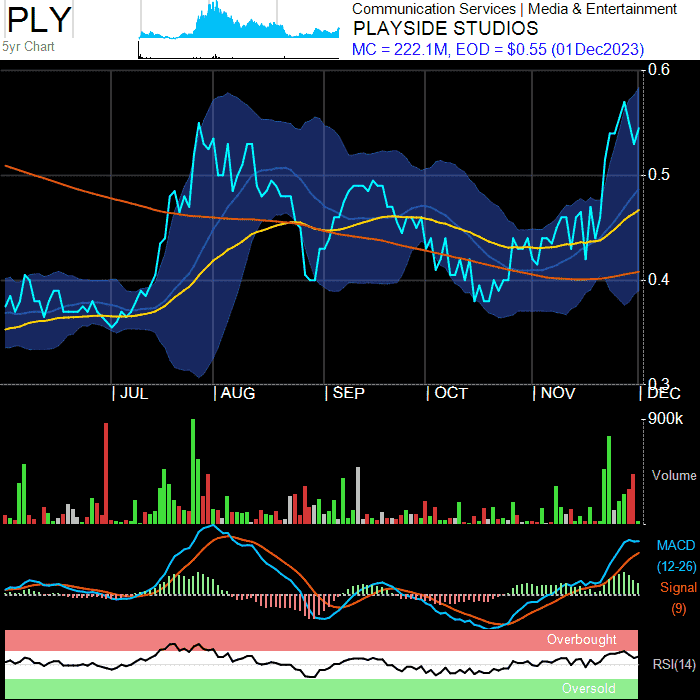 PLY
5yr Chart
Communication Services | Media & Entertainment
PLAYSIDE STUDIOS
MC = 222.1M, EOD = $0.55 (01Dec2023)
0.6
0.5
0.4
0.3
| JUL | AUG | SEP | OCT | NOV | DEC
900k
Volume
MACD
(12-26)
Signal
(9)
Overbought
RSI(14)
Oversold